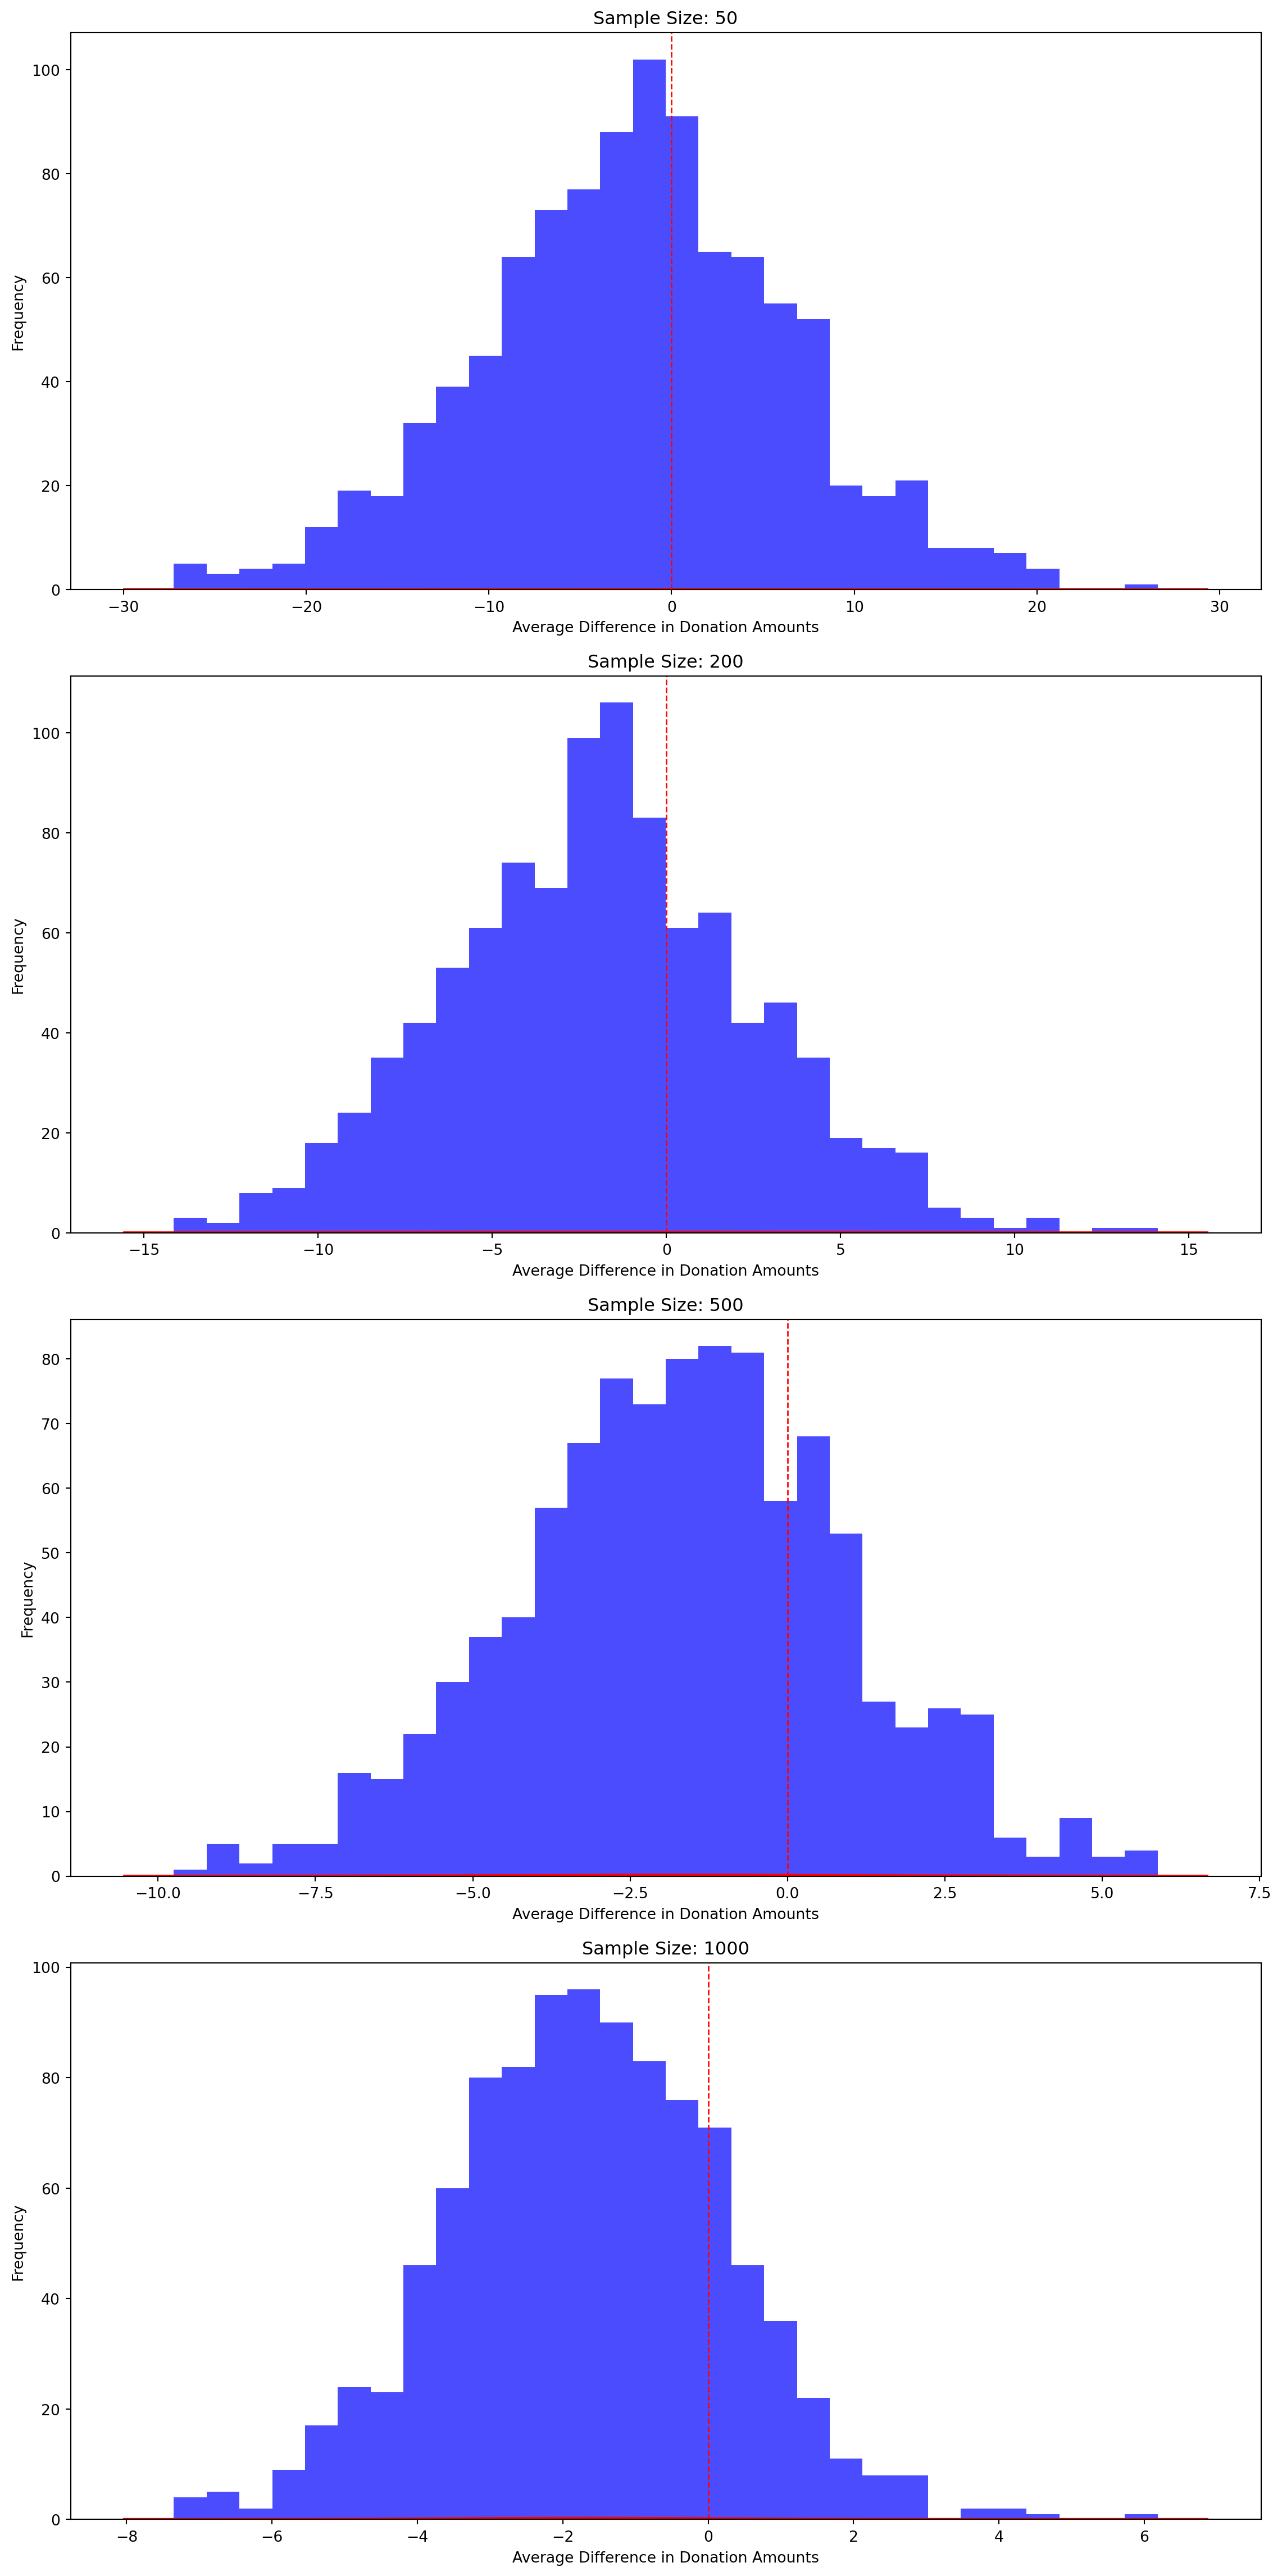 Sample Size: 50
100
80
60
40
20
0
Frequency
−30 −20 −10 0 10 20 30
Average Difference in Donation Amounts
Sample Size: 200
100
80
60
40
20
0
Frequency
−15 −10 −5 0 5 10 15
Average Difference in Donation Amounts
Sample Size: 500
80
70
60
50
40
30
20
10
0
Frequency
−10.0 −7.5 −5.0 −2.5 0.0 2.5 5.0 7.5
Average Difference in Donation Amounts
Sample Size: 1000
100
80
60
40
20
0
Frequency
−8 −6 −4 −2 0 2 4 6
Average Difference in Donation Amounts